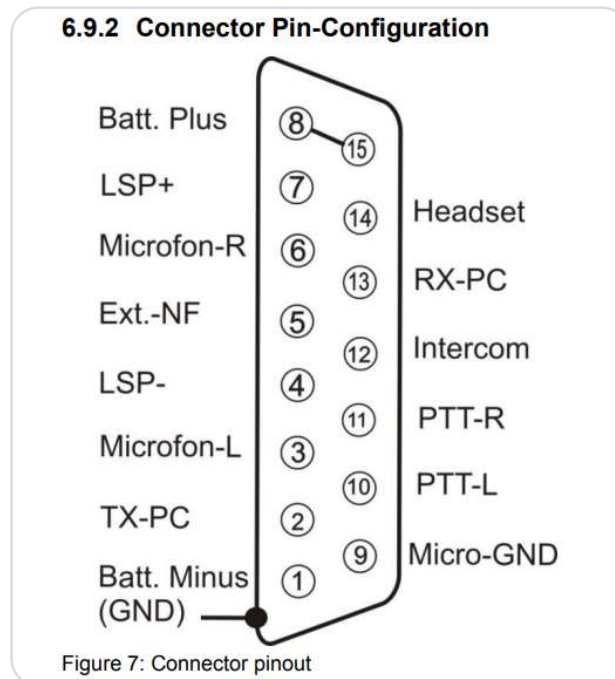 6.9.2 Connector Pin-Configuration
Batt. Plus
8
15
LSP+
7
14
Headset
Microfon-R
6
13
RX-PC
Ext.-NF
5
12
Intercom
LSP-
4
11
PTT-R
Microfon-L
3
10
PTT-L
TX-PC
2
9
Micro-GND
Batt. Minus
(GND)
1
Figure 7: Connector pinout